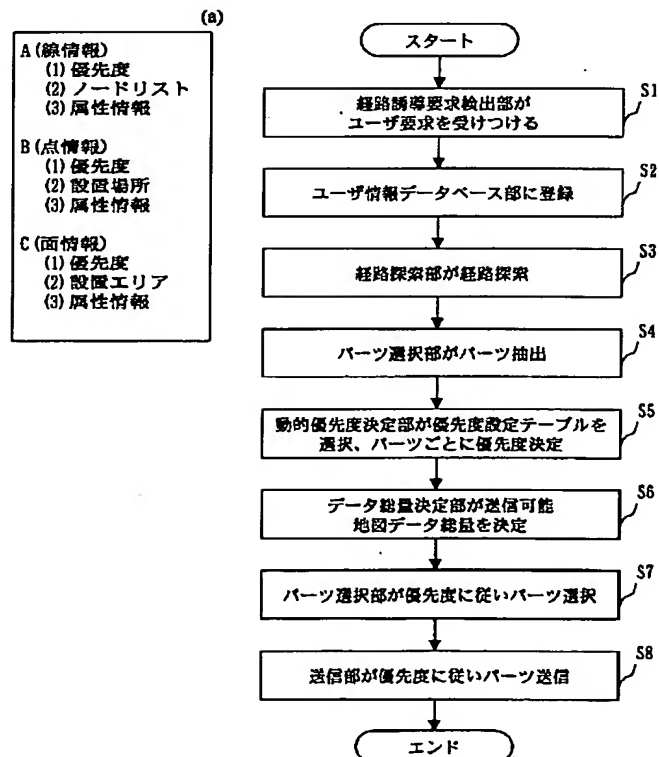 (a)
A(線情報)
(1)優先度
(2)ノードリスト
(3)属性情報
B(点情報)
(1)優先度
(2)設置場所
(3)属性情報
C(面情報)
(1)優先度
(2)設置エリア
(3)属性情報
スタート
S1
経路誘導要求検出部が
ユーザ要求を受けつける
S2
ユーザ情報データベース部に登録
S3
経路探索部が経路探索
S4
パーツ選択部がパーツ抽出
S5
動的優先度決定部が優先度設定テーブルを
選択、パーツごとに優先度決定
S6
データ総量決定部が送信可能
地図データ総量を決定
S7
パーツ選択部が優先度に従いパーツ選択
S8
送信部が優先度に従いパーツ送信
エンド